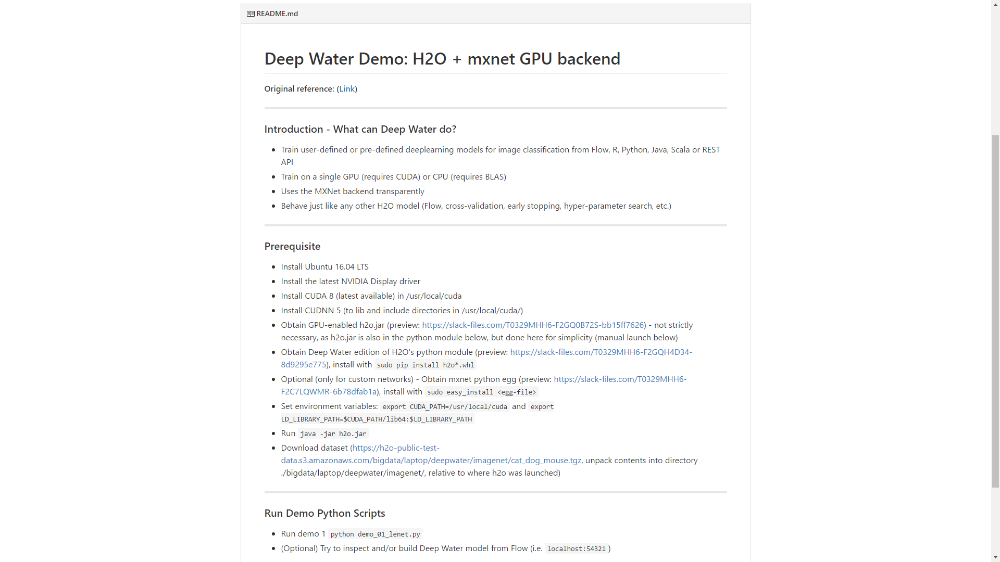 README.md
Deep Water Demo: H2O + mxnet GPU backend
Original reference: (Link)
Introduction - What can Deep Water do?
Train user-defined or pre-defined deeplearning models for image classification from Flow, R, Python, Java, Scala or REST
API
Train on a single GPU (requires CUDA) or CPU (requires BLAS)
Uses the MXNet backend transparently
Behave just like any other H2O model (Flow, cross-validation, early stopping, hyper-parameter search, etc.)
Prerequisite
Install Ubuntu 16.04 LTS
Install the latest NVIDIA Display driver
Install CUDA 8 (latest available) in /usr/local/cuda
Install CUDNN 5 (to lib and include directories in /usr/local/cuda/)
Obtain GPU-enabled h2o.jar (preview: https://slack-files.com/T0329MHH6-F2GQ0B72S-bb15ff7626) - not strictly
necessary, as h2o.jar is also in the python module below, but done here for simplicity (manual launch below)
Obtain Deep Water edition of H2O's python module (preview: https://slack-files.com/T0329MHH6-F2GQH4D34-
8d9295e775), install with sudo pip install h2o*.whl
Optional (only for custom networks) - Obtain mxnet python egg (preview: https://slack-files.com/T0329MHH6-
F2C7LQWMR-6b78dfab1a), install with sudo easy_install <egg-file>
Set environment variables: export CUDA_PATH=/usr/local/cuda and export
LD_LIBRARY_PATH=$CUDA_PATH/lib64:$LD_LIBRARY_PATH
Run java -jar h2o.jar
Download dataset (https://h2o-public-test-
data.s3.amazonaws.com/bigdata/laptop/deepwater/imagenet/cat_dog_mouse.tgz, unpack contents into directory
./bigdata/laptop/deepwater/imagenet/, relative to where h2o was launched)
Run Demo Python Scripts
Run demo 1 python demo_01_lenet.py
(Optional) Try to inspect and/or build Deep Water model from Flow (i.e. localhost:54321 )